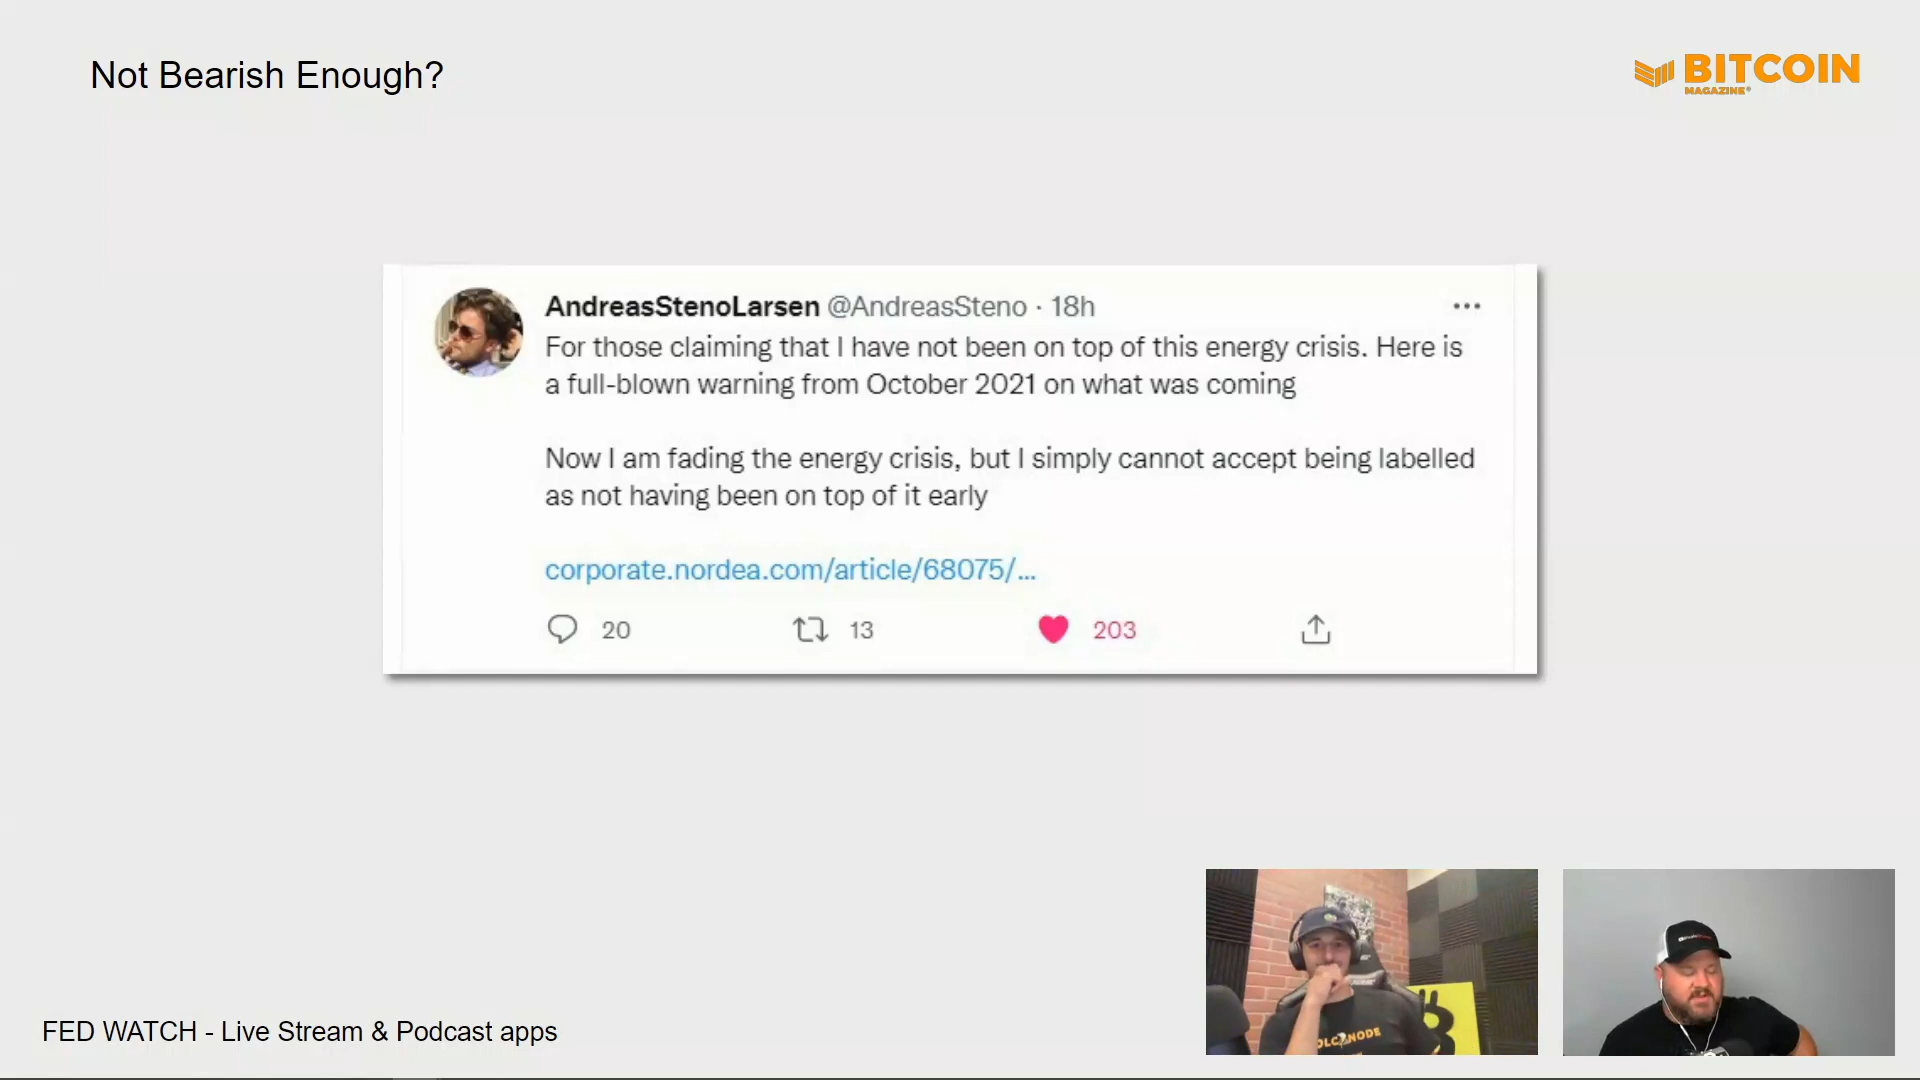 Not Bearish Enough?
BITCOIN
MAGAZINE®
AndreasStenoLarsen @AndreasSteno · 18h
For those claiming that I have not been on top of this energy crisis. Here is
a full-blown warning from October 2021 on what was coming
Now I am fading the energy crisis, but I simply cannot accept being labelled
as not having been on top of it early
corporate.nordea.com/article/68075/...
20 13 203
FED WATCH - Live Stream & Podcast apps